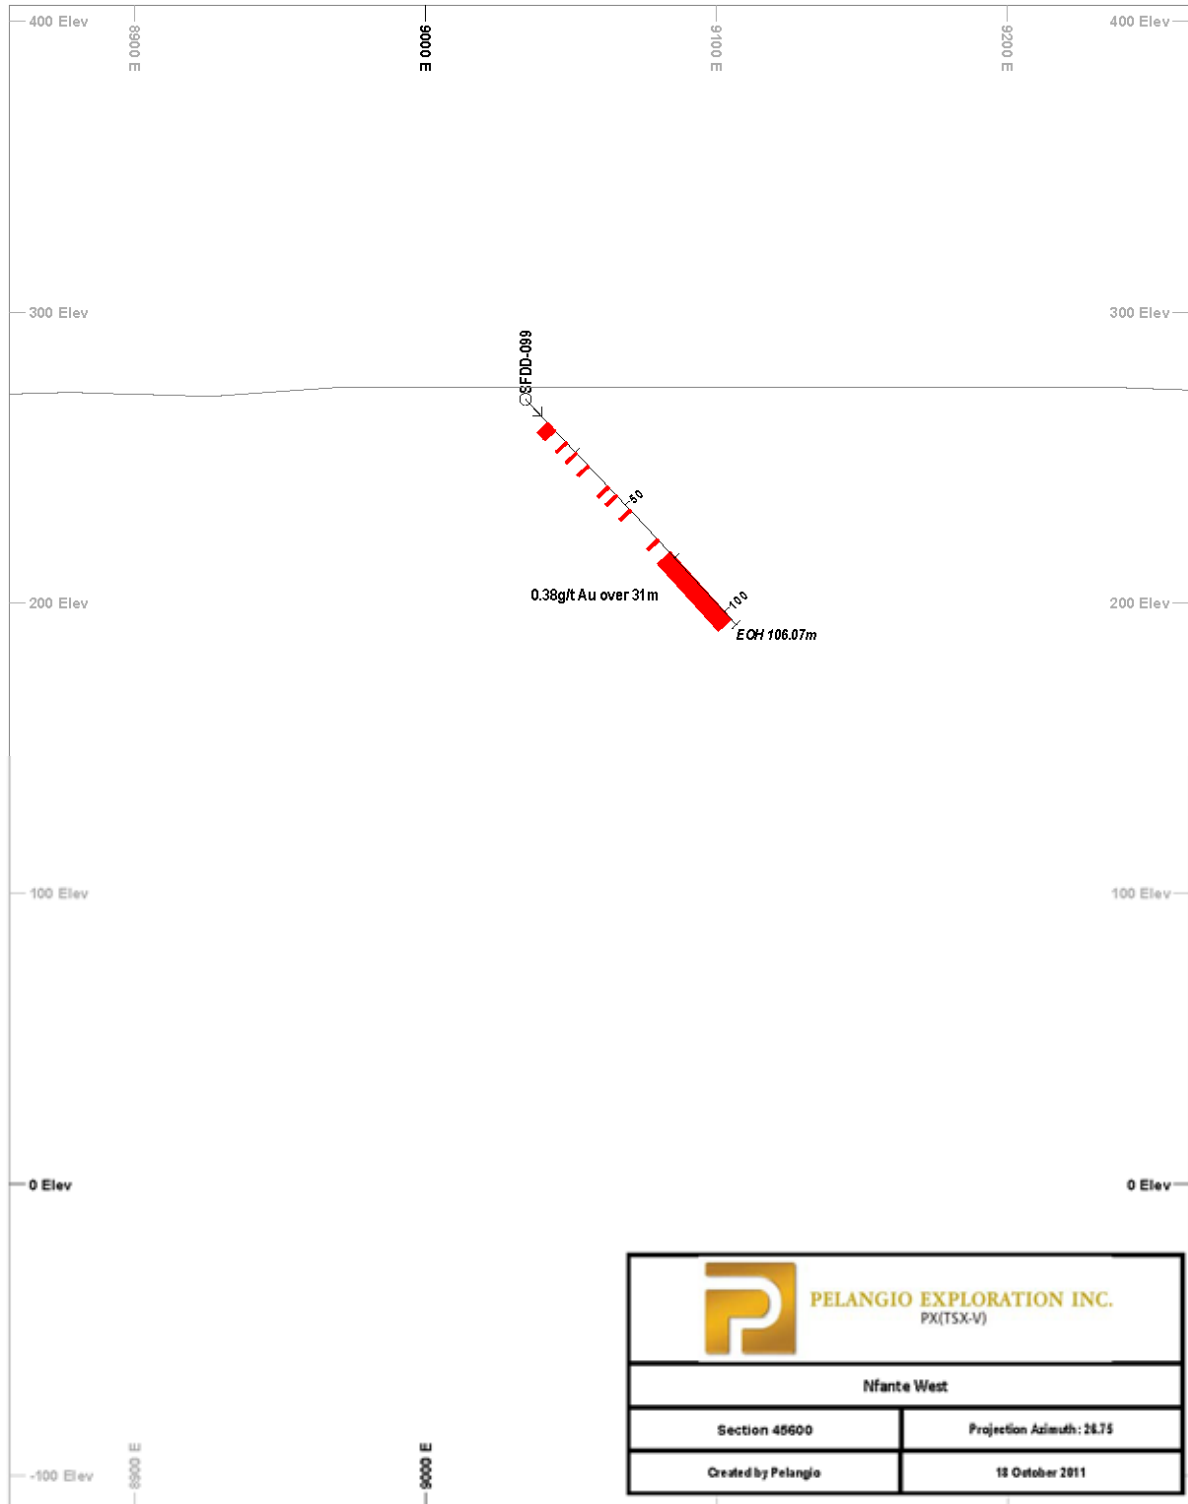 400 Elev
400 Elev
8900 E
9000 E
9100 E
9200 E
300 Elev
300 Elev
SFDD-099
50
0.38g/t Au over 31m
100
EOH 106.07m
200 Elev
200 Elev
100 Elev
100 Elev
0 Elev
0 Elev
PELANGIO EXPLORATION INC.
PX(TSX-V)
Nfante West
Section 45600
Projection Azimuth: 26.75
Created by Pelangio
18 October 2011
-100 Elev
8900 E
9000 E